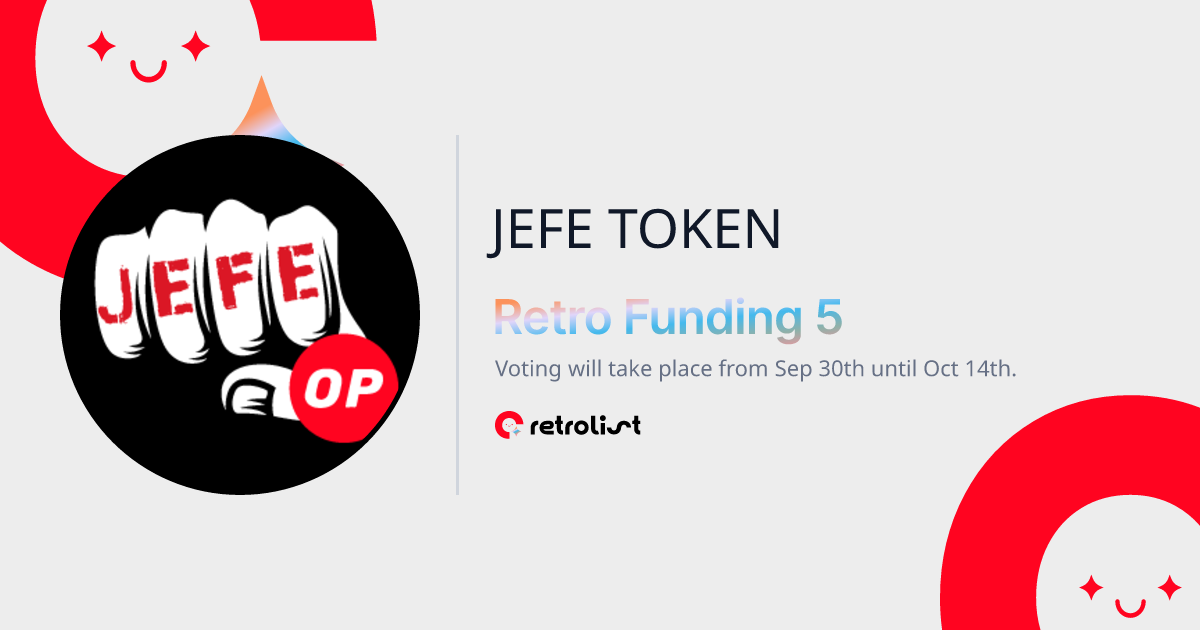 JEFE
OP
JEFE TOKEN
Retro Funding 5
Voting will take place from Sep 30th until Oct 14th.
retrolist